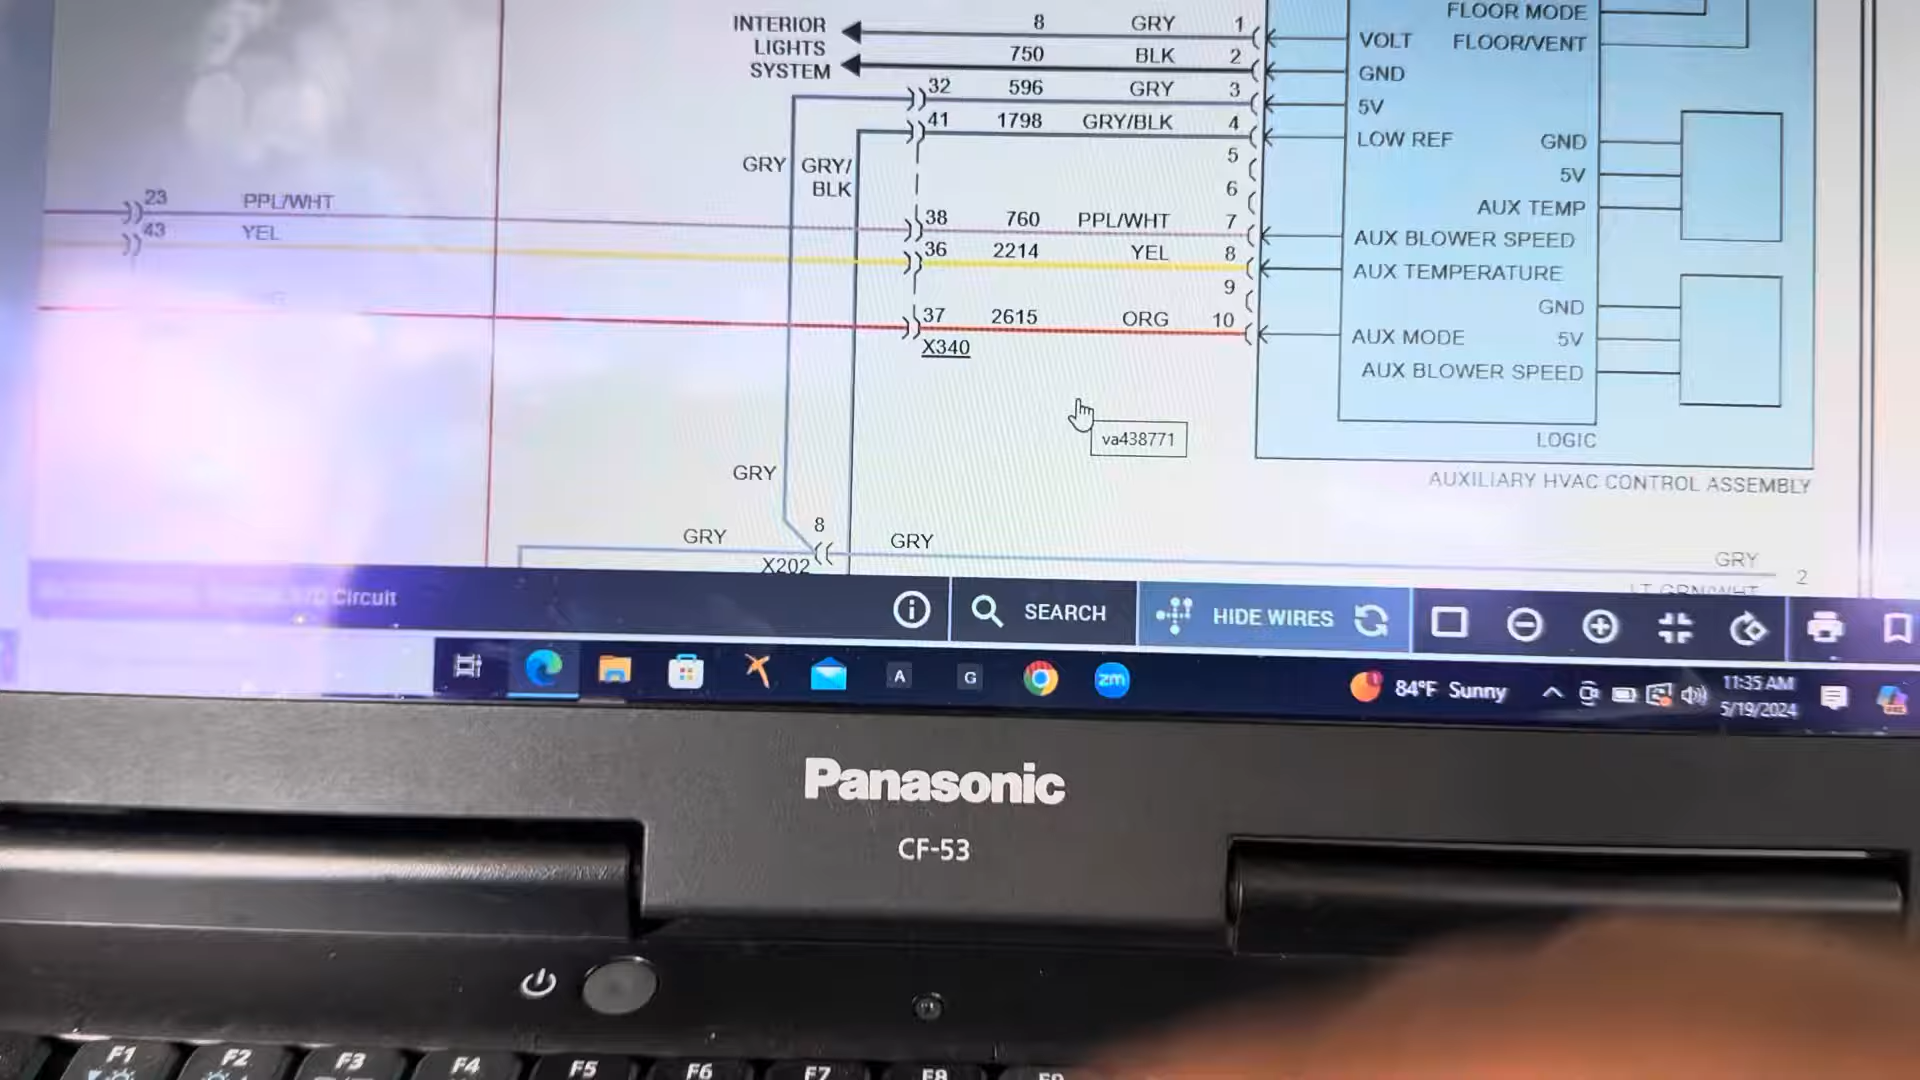 FLOOR MODE
INTERIOR 8 GRY 1 VOLT FLOOR/VENT
LIGHTS 750 BLK 2 GND
SYSTEM
32 596 GRY 3 5V
41 1798 GRY/BLK 4 LOW REF GND
GRY GRY/ 5 5V
BLK 6 AUX TEMP
23 PPL/WHT 38 760 PPL/WHT 7 AUX BLOWER SPEED
43 YEL 36 2214 YEL 8 AUX TEMPERATURE
9 GND
37 2615 ORG 10 AUX MODE 5V
X340
AUX BLOWER SPEED
va438771
LOGIC
AUXILIARY HVAC CONTROL ASSEMBLY
GRY
8
GRY GRY GRY
X202 2
LT GRN/WHT
Circuit
SEARCH HIDE WIRES
A G zm 84°F Sunny 11:35 AM
5/19/2024
Panasonic
CF-53
F1 F2 F3 F4 F5 F6 F7 F8 F9